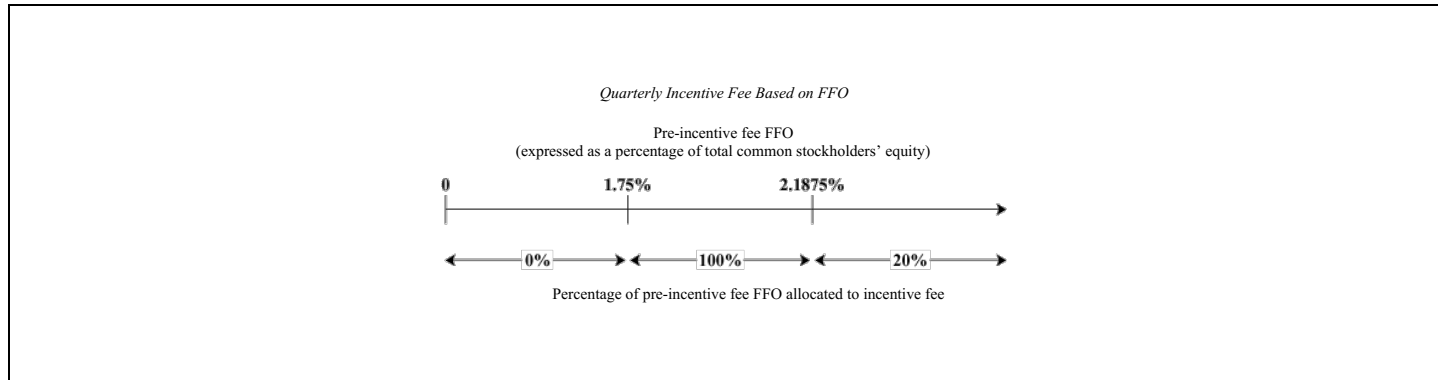 Quarterly Incentive Fee Based on FFO
Pre-incentive fee FFO
(expressed as a percentage of total common stockholders’ equity)
0 1.75% 2.1875%
0% 100% 20%
Percentage of pre-incentive fee FFO allocated to incentive fee